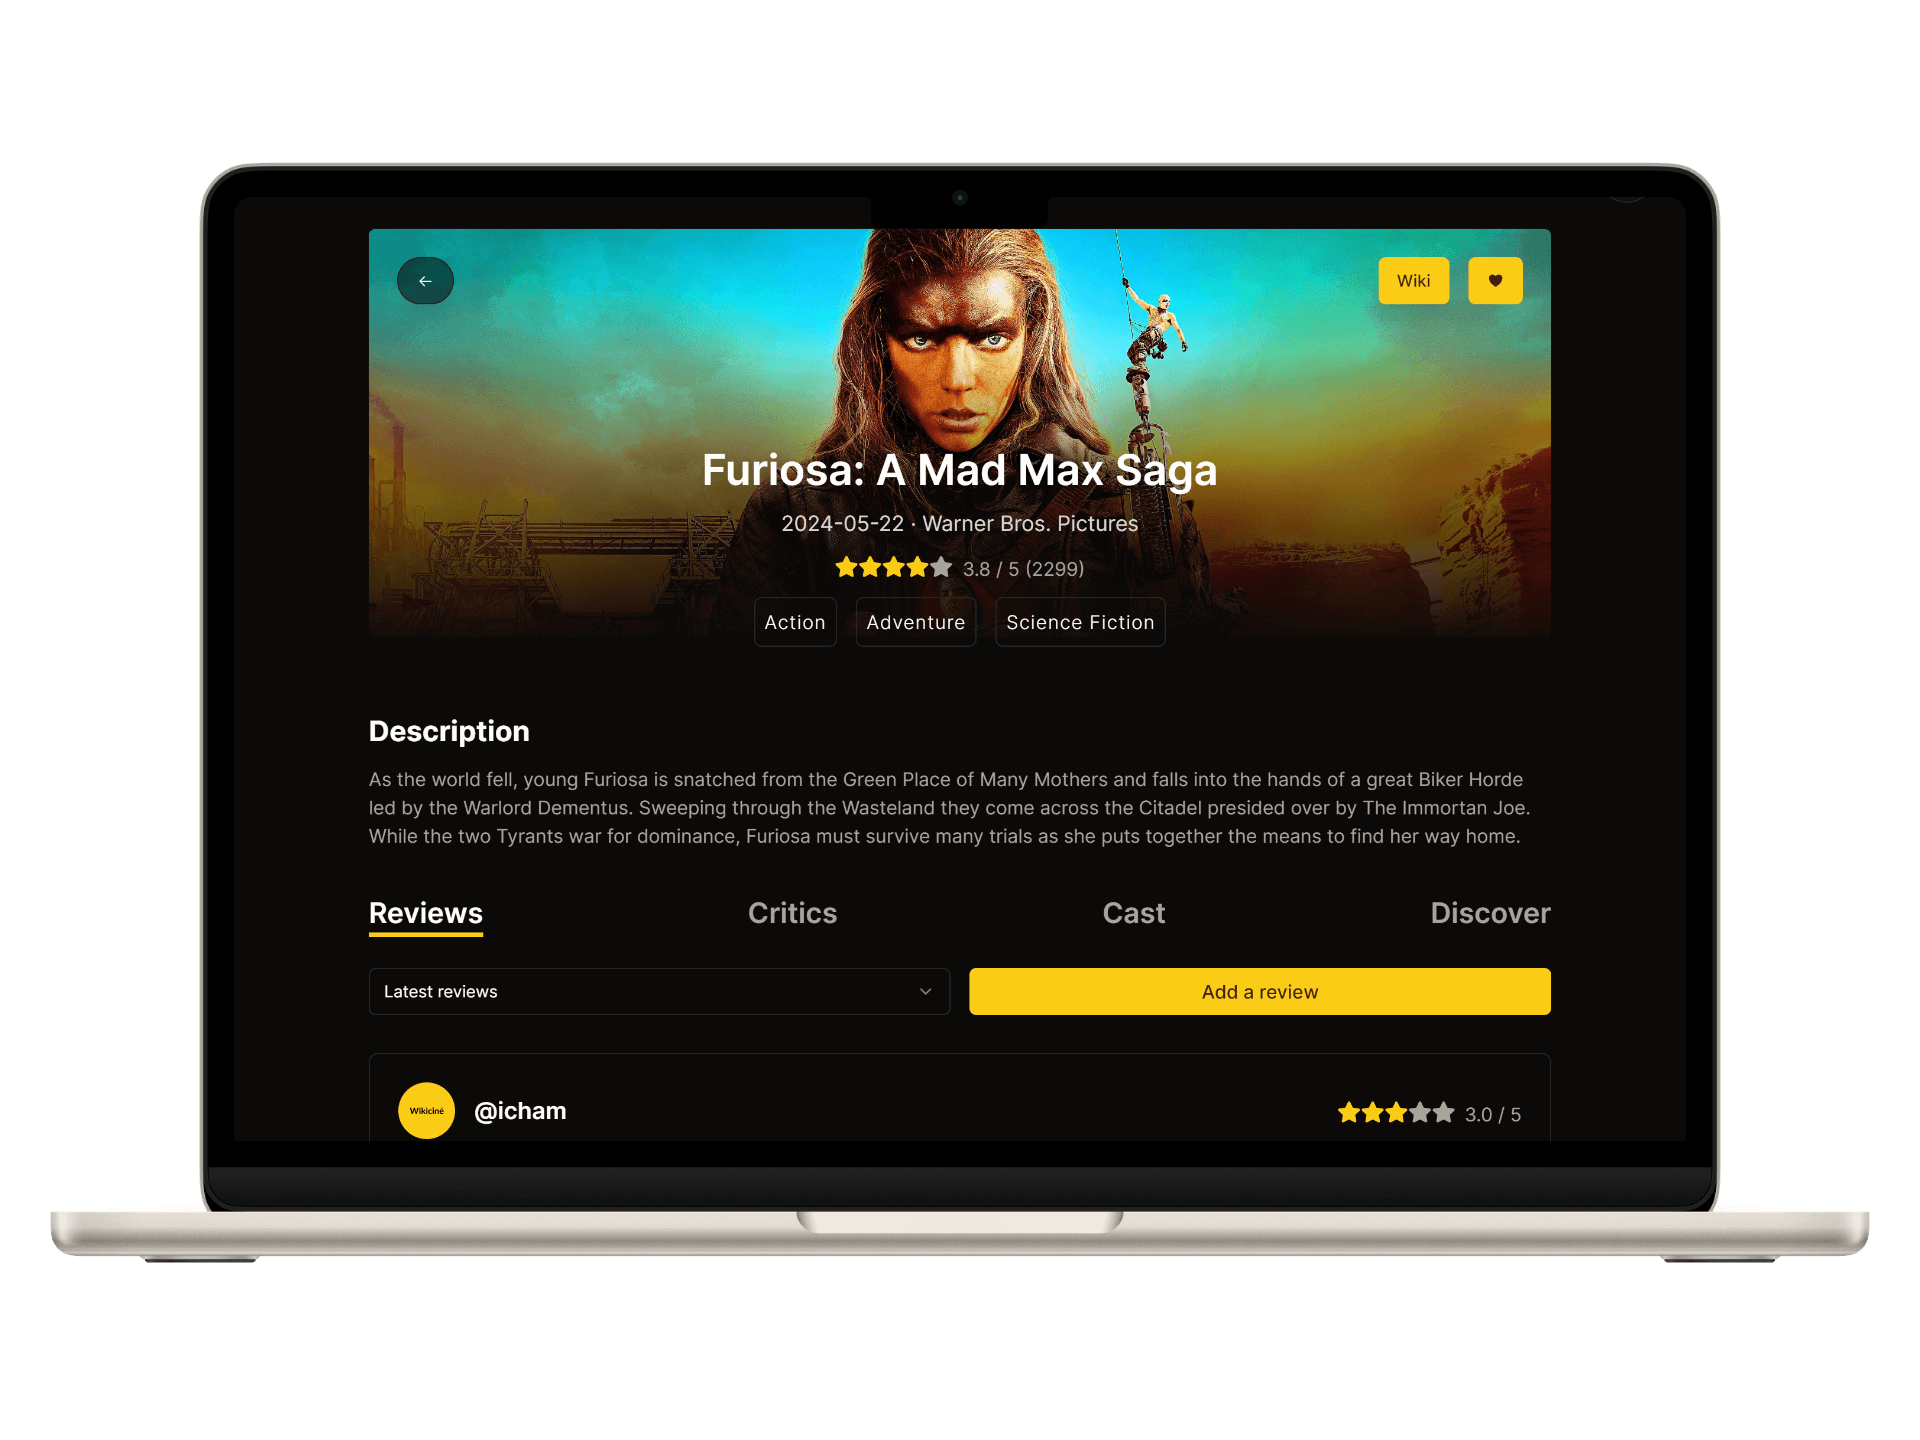 Wiki
Furiosa: A Mad Max Saga
2024-05-22 · Warner Bros. Pictures
3.8 / 5 (2299)
Action Adventure Science Fiction
Description
As the world fell, young Furiosa is snatched from the Green Place of Many Mothers and falls into the hands of a great Biker Horde
led by the Warlord Dementus. Sweeping through the Wasteland they come across the Citadel presided over by The Immortan Joe.
While the two Tyrants war for dominance, Furiosa must survive many trials as she puts together the means to find her way home.
Reviews Critics Cast Discover
Latest reviews Add a review
Wikiciné @icham 3.0 / 5